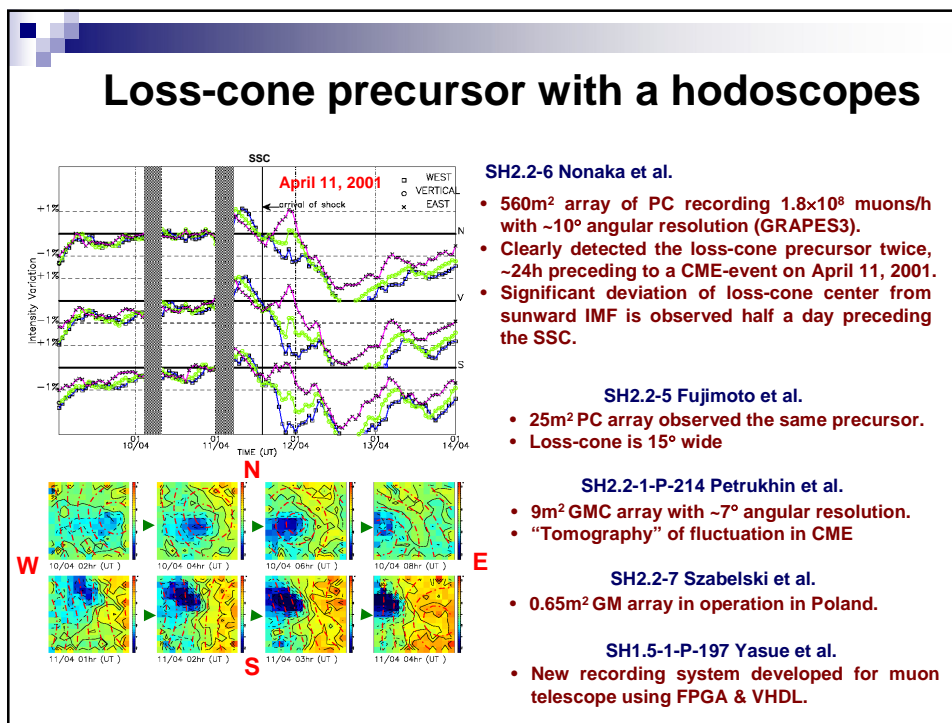 Loss-cone precursor with a hodoscopes
SSC
April 11, 2001
WEST
VERTICAL
EAST
arrival of shock
+1%
N
−1%
+1%
V
+1%
+1%
S
−1%
Intensity Variation
01
10/04
01
11/04
01
12/04
01
13/04
01
14/04
TIME (UT)
N
W
E
10/04 02hr (UT )
10/04 04hr (UT )
10/04 06hr (UT )
10/04 08hr (UT )
11/04 01hr (UT )
11/04 02hr (UT )
11/04 03hr (UT )
11/04 04hr (UT )
S
SH2.2-6 Nonaka et al.
• 560m² array of PC recording 1.8×10⁸ muons/h
with ~10° angular resolution (GRAPES3).
• Clearly detected the loss-cone precursor twice,
~24h preceding to a CME-event on April 11, 2001.
• Significant deviation of loss-cone center from
sunward IMF is observed half a day preceding
the SSC.
SH2.2-5 Fujimoto et al.
• 25m² PC array observed the same precursor.
• Loss-cone is 15° wide
SH2.2-1-P-214 Petrukhin et al.
• 9m² GMC array with ~7° angular resolution.
• “Tomography” of fluctuation in CME
SH2.2-7 Szabelski et al.
• 0.65m² GM array in operation in Poland.
SH1.5-1-P-197 Yasue et al.
• New recording system developed for muon
telescope using FPGA & VHDL.